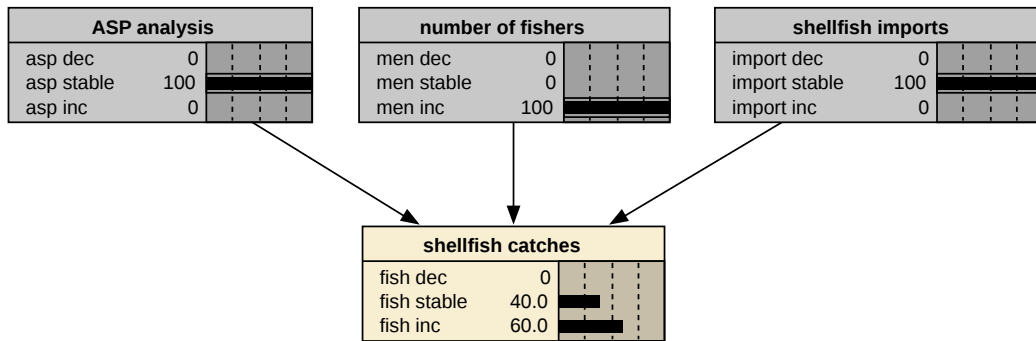 ASP analysis
asp dec 0
asp stable 100
asp inc 0
number of fishers
men dec 0
men stable 0
men inc 100
shellfish imports
import dec 0
import stable 100
import inc 0
shellfish catches
fish dec 0
fish stable 40.0
fish inc 60.0